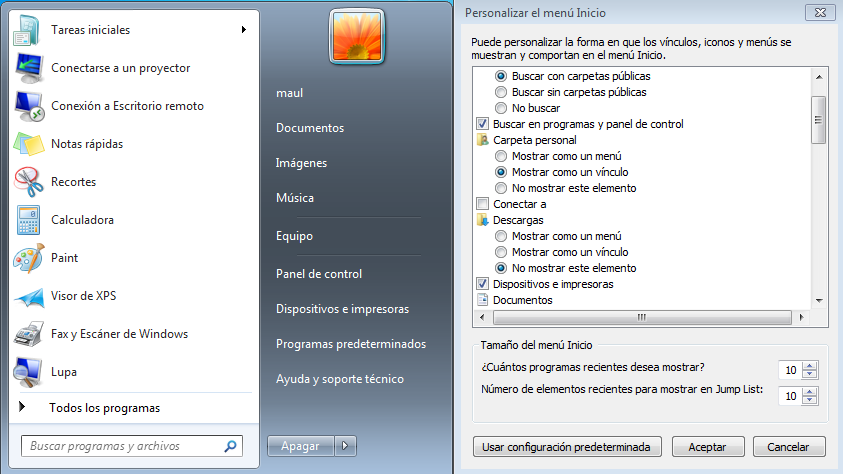 Tareas iniciales
Conectarse a un proyector
Conexión a Escritorio remoto
Notas rápidas
Recortes
Calculadora
Paint
Visor de XPS
Fax y Escáner de Windows
Lupa
Todos los programas
Buscar programas y archivos
maul
Documentos
Imágenes
Música
Equipo
Panel de control
Dispositivos e impresoras
Programas predeterminados
Ayuda y soporte técnico
Apagar
Personalizar el menú Inicio
Puede personalizar la forma en que los vínculos, iconos y menús se
muestran y comportan en el menú Inicio.
Buscar con carpetas públicas
Buscar sin carpetas públicas
No buscar
Buscar en programas y panel de control
Carpeta personal
Mostrar como un menú
Mostrar como un vínculo
No mostrar este elemento
Conectar a
Descargas
Mostrar como un menú
Mostrar como un vínculo
No mostrar este elemento
Dispositivos e impresoras
Documentos
Tamaño del menú Inicio
¿Cuántos programas recientes desea mostrar? 10
Número de elementos recientes para mostrar en Jump List: 10
Usar configuración predeterminada Aceptar Cancelar